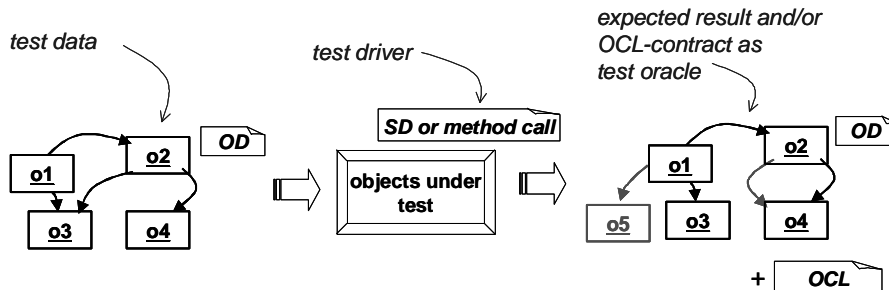 test data
OD
o1
o2
o3
o4
test driver
SD or method call
objects under
test
expected result and/or
OCL-contract as
test oracle
OD
o1
o2
o5
o3
o4
+ OCL